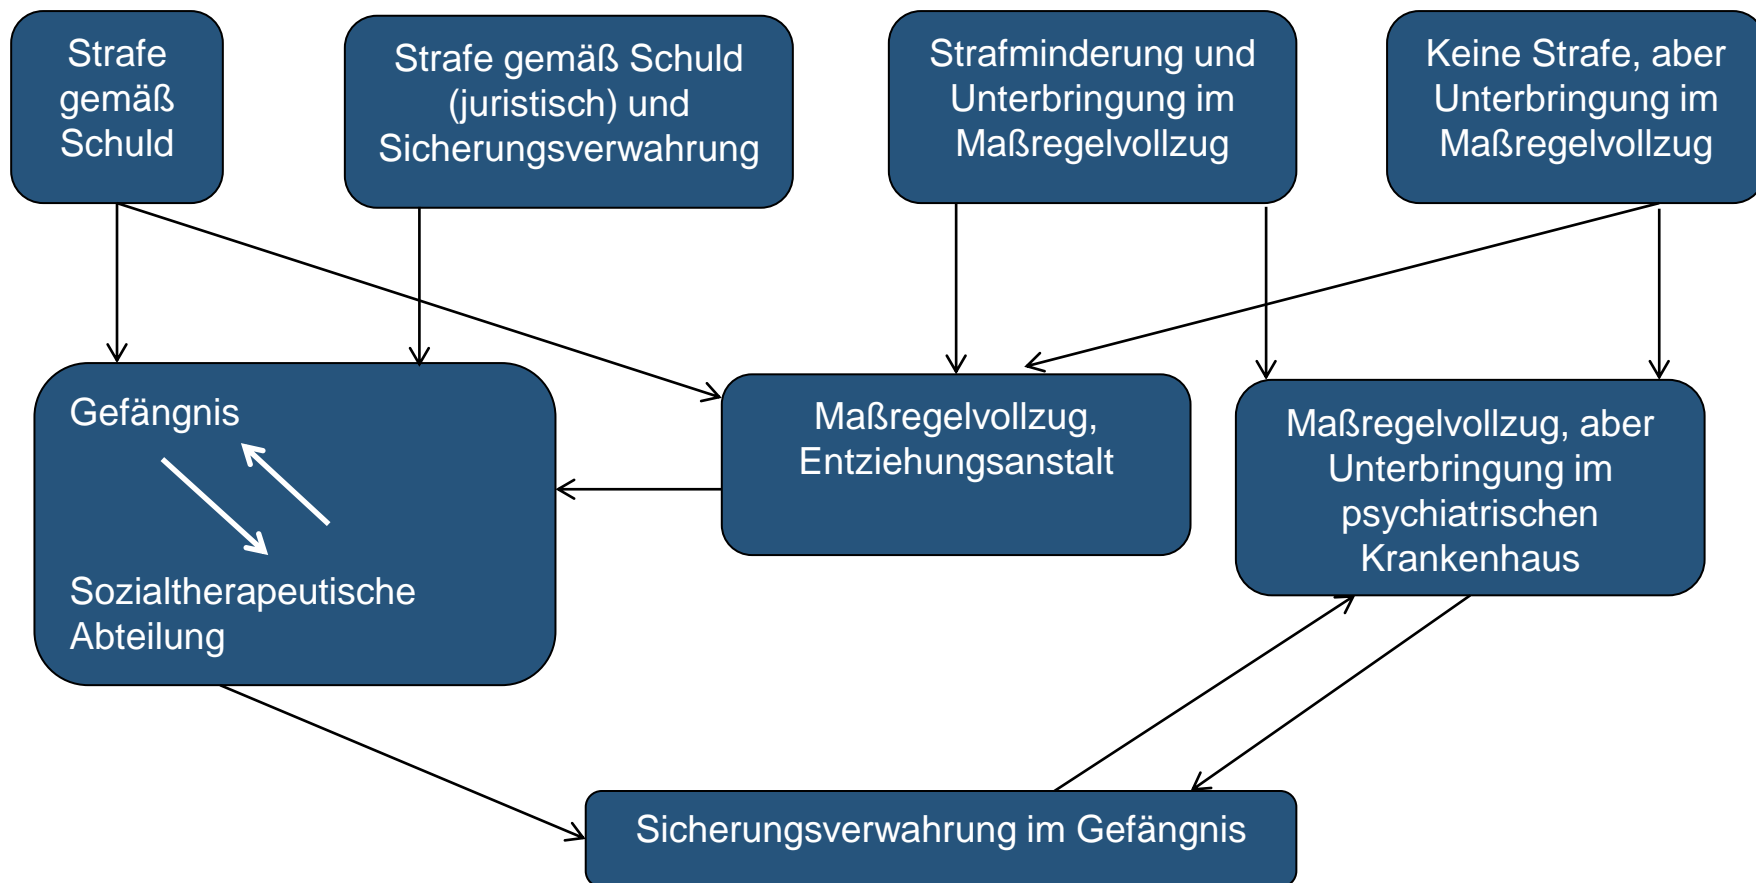 Strafe
gemäß
Schuld
Strafe gemäß Schuld
(juristisch) und
Sicherungsverwahrung
Strafminderung und
Unterbringung im
Maßregelvollzug
Keine Strafe, aber
Unterbringung im
Maßregelvollzug
Gefängnis
Sozialtherapeutische
Abteilung
Maßregelvollzug,
Entziehungsanstalt
Maßregelvollzug, aber
Unterbringung im
psychiatrischen
Krankenhaus
Sicherungsverwahrung im Gefängnis